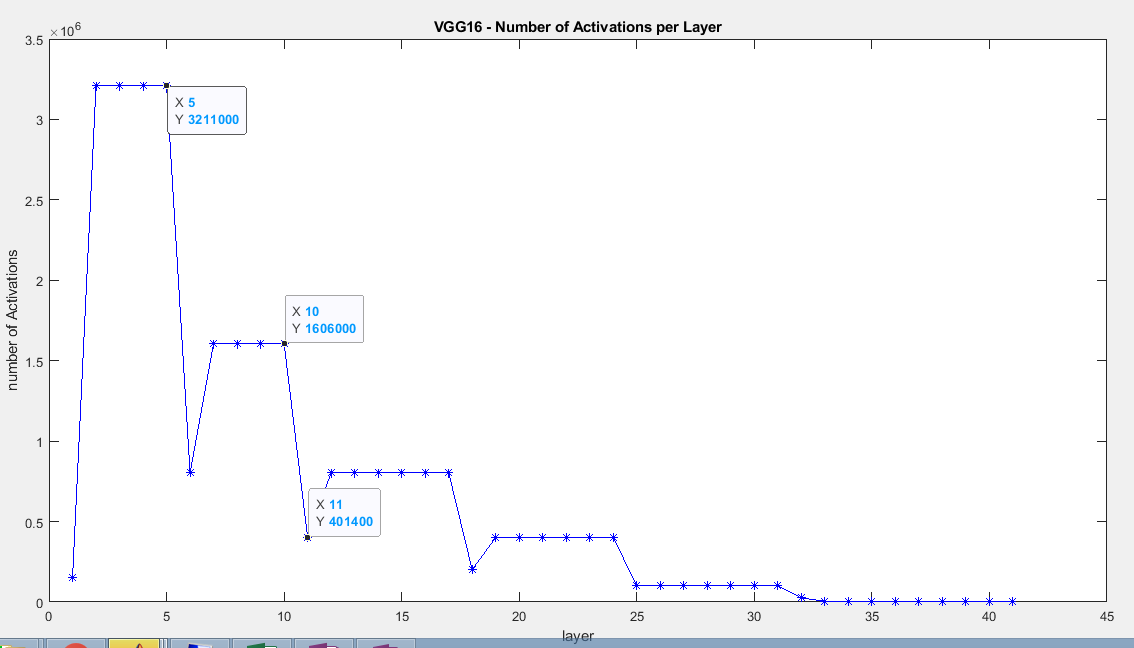 VGG16 - Number of Activations per Layer
×10⁶
3.5
3
2.5
2
1.5
1
0.5
0
number of Activations
X 5
Y 3211000
X 10
Y 1606000
X 11
Y 401400
0 5 10 15 20 25 30 35 40 45
layer